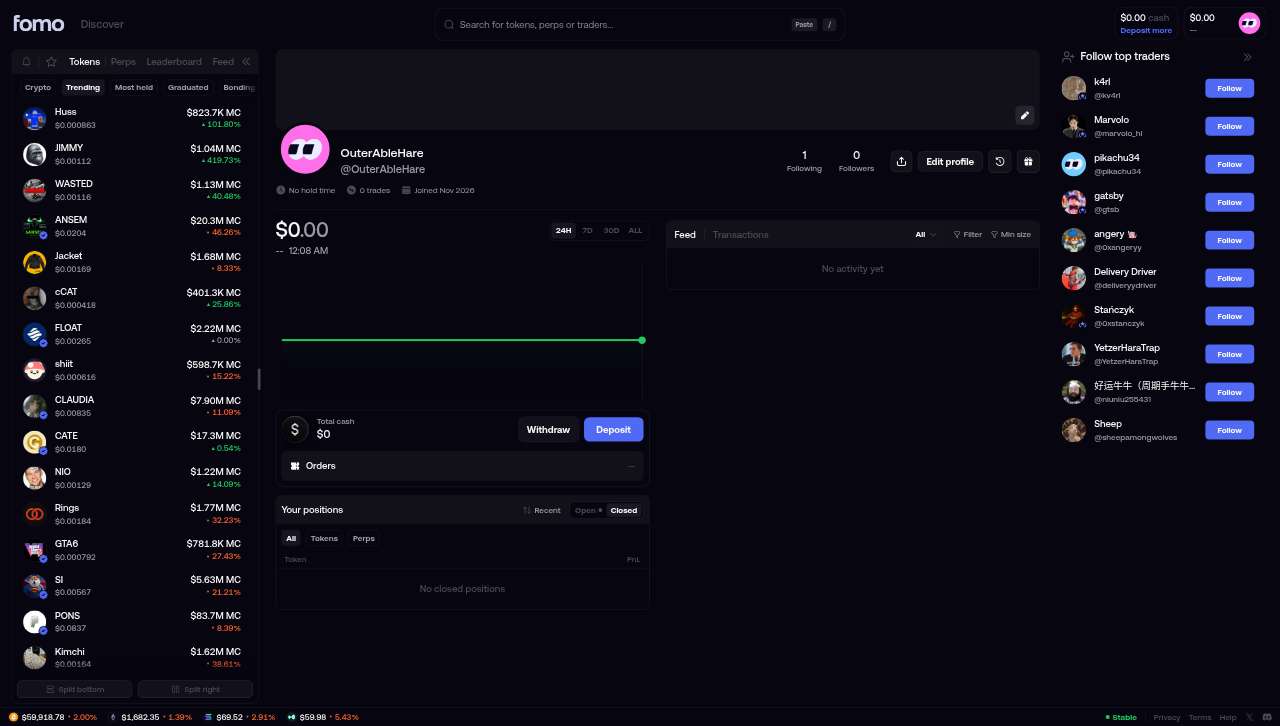 fomo
Discover
Search for tokens, perps or traders...
Paste
/
$0.00 cash
Deposit more
$0.00
—
Tokens
Perps
Leaderboard
Feed
Crypto
Trending
Most held
Graduated
Bonding
Huss
$0.000863
$823.7K MC
101.80%
JIMMY
$0.00112
$1.04M MC
419.73%
WASTED
$0.00116
$1.13M MC
40.48%
ANSEM
$0.0204
$20.3M MC
46.26%
Jacket
$0.00169
$1.68M MC
8.33%
cCAT
$0.000418
$401.3K MC
25.86%
FLOAT
$0.00265
$2.22M MC
0.00%
shiit
$0.000616
$598.7K MC
15.22%
CLAUDIA
$0.00835
$7.90M MC
11.09%
CATE
$0.0180
$17.3M MC
0.54%
NIO
$0.00129
$1.22M MC
14.09%
Rings
$0.00184
$1.77M MC
32.23%
GTA6
$0.000792
$781.8K MC
27.43%
SI
$0.00567
$5.63M MC
21.21%
PONS
$0.0837
$83.7M MC
8.39%
Kimchi
$0.00164
$1.62M MC
38.61%
Split bottom
Split right
OuterAbleHare
@OuterAbleHare
No hold time
0 trades
Joined Nov 2026
1
Following
0
Followers
Edit profile
$0.00
-- 12:08 AM
24H
7D
30D
ALL
Total cash
$0
Withdraw
Deposit
Orders
—
Your positions
Recent
Open
Closed
All
Tokens
Perps
Token
PnL
No closed positions
Feed
Transactions
All
Filter
Min size
No activity yet
Follow top traders
k4rl
@kv4rl
Follow
Marvolo
@marvolo_hl
Follow
pikachu34
@pikachu34
Follow
gatsby
@gtsb
Follow
angery
@0xangeryy
Follow
Delivery Driver
@deliveryydriver
Follow
Stańczyk
@0xstanczyk
Follow
YetzerHaraTrap
@YetzerHaraTrap
Follow
好运牛牛（周期手牛牛...
@niuniu255431
Follow
Sheep
@sheepamongwolves
Follow
$59,918.78 2.00%
$1,682.35 1.39%
$69.52 2.91%
$59.98 5.43%
Stable
Privacy
Terms
Help